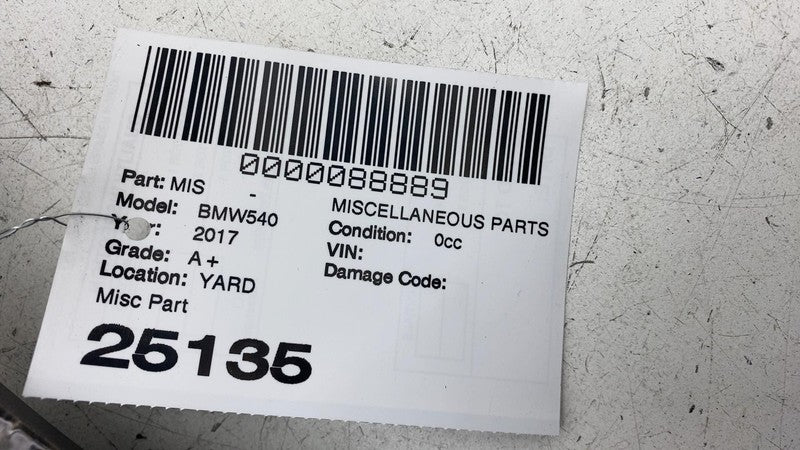 0000088889
Part: MIS - MISCELLANEOUS PARTS
Model: BMW540 Condition: 0cc
2017 VIN:
Grade: A+ Damage Code:
Location: YARD
Misc Part
25135